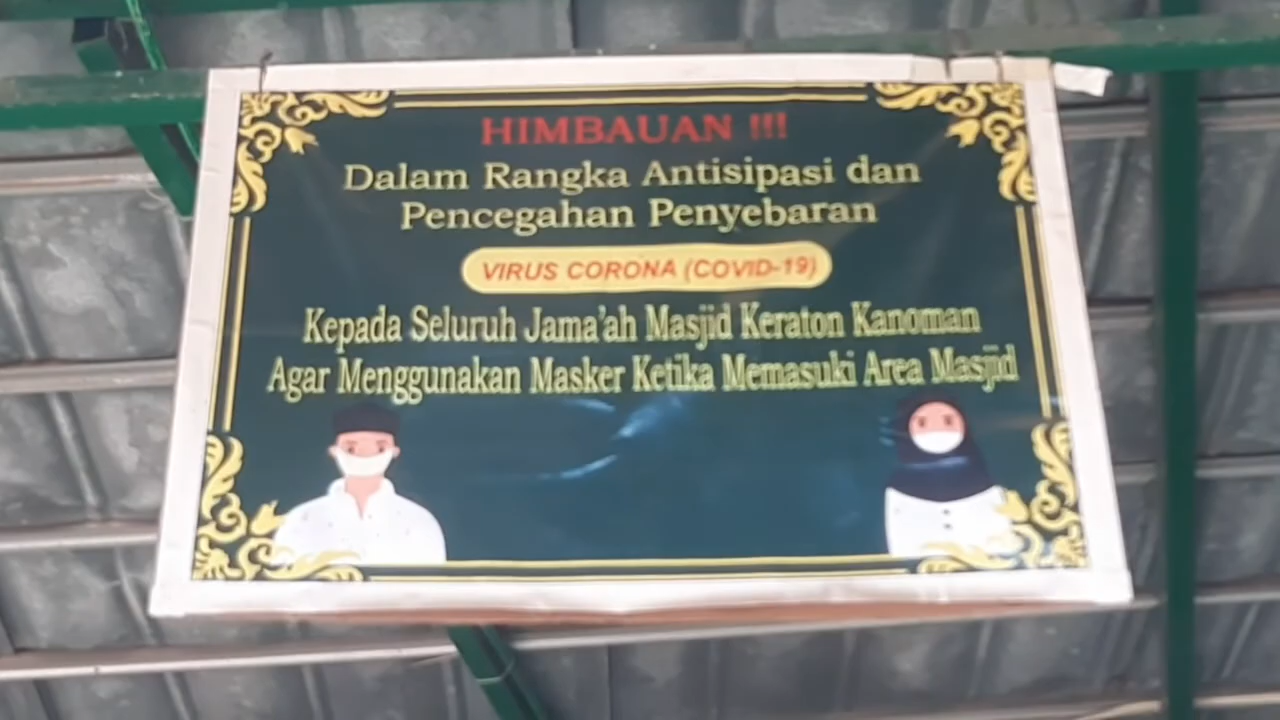 HIMBAUAN !!!
Dalam Rangka Antisipasi dan
Pencegahan Penyebaran
VIRUS CORONA (COVID-19)
Kepada Seluruh Jama'ah Masjid Keraton Kanoman
Agar Menggunakan Masker Ketika Memasuki Area Masjid